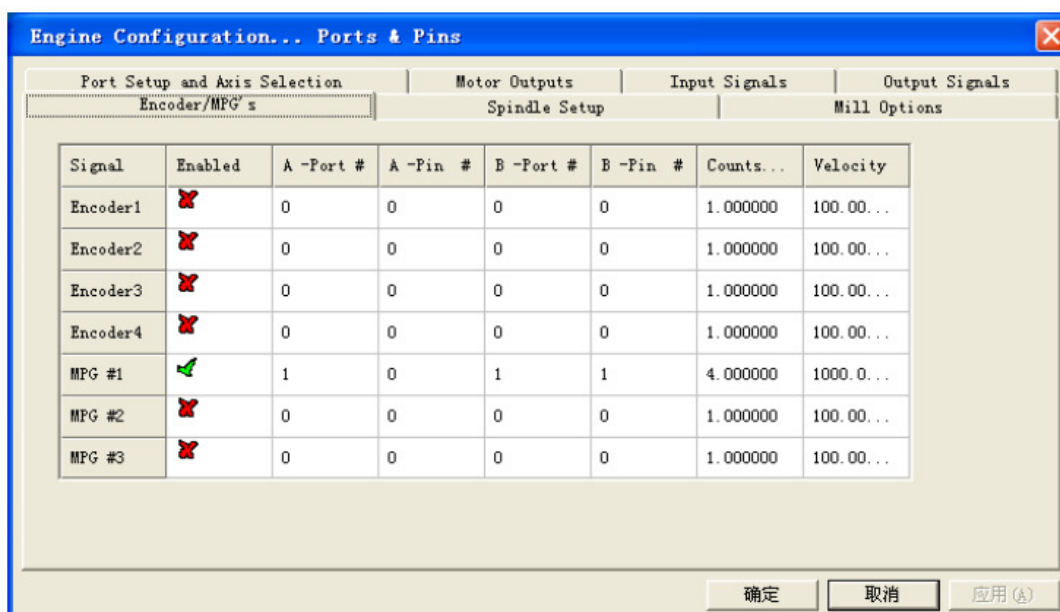 Engine Configuration... Ports & Pins
Port Setup and Axis Selection Motor Outputs Input Signals Output Signals
Encoder/MPG's Spindle Setup Mill Options
Signal Enabled A -Port # A -Pin # B -Port # B -Pin # Counts... Velocity
Encoder1 0 0 0 0 1.000000 100.00...
Encoder2 0 0 0 0 1.000000 100.00...
Encoder3 0 0 0 0 1.000000 100.00...
Encoder4 0 0 0 0 1.000000 100.00...
MPG #1 1 0 1 1 4.000000 1000.0...
MPG #2 0 0 0 0 1.000000 100.00...
MPG #3 0 0 0 0 1.000000 100.00...
确定 取消 应用(A)